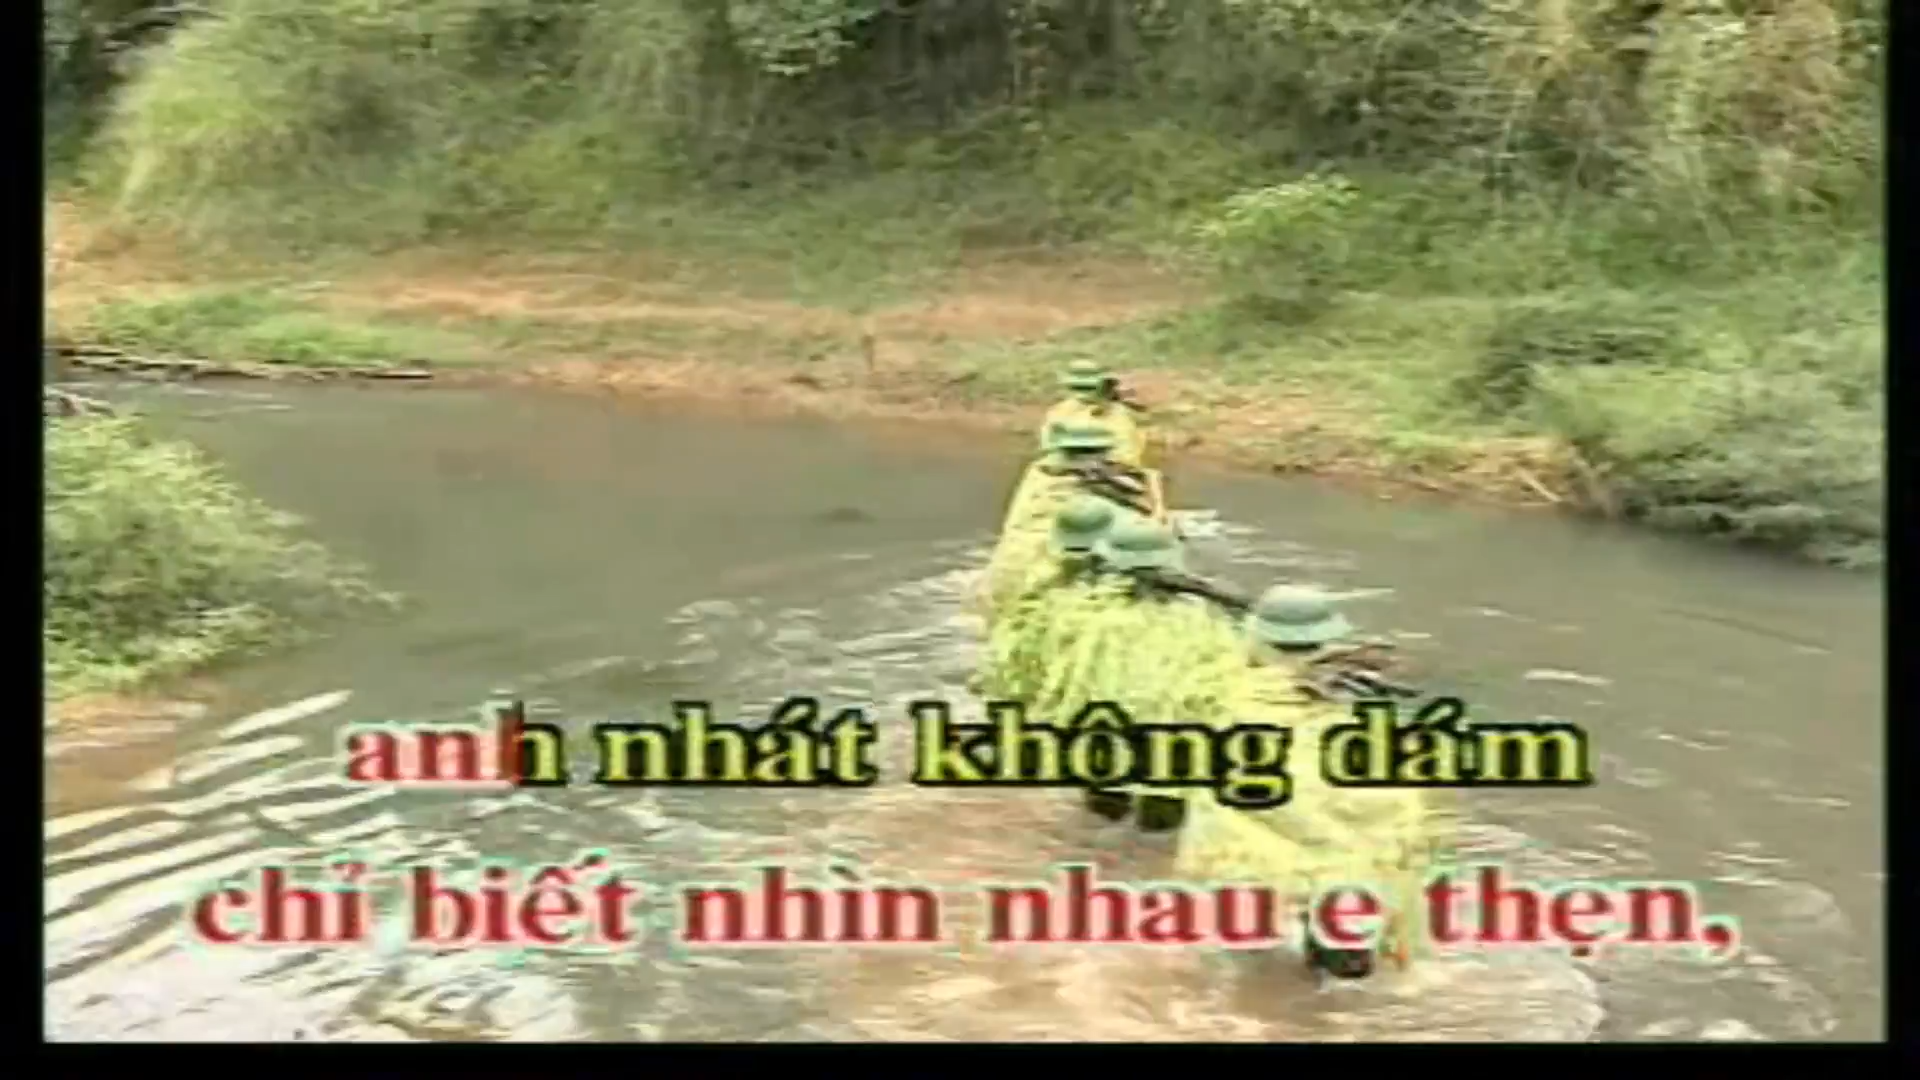 anh nhát không dám
chỉ biết nhìn nhau e thẹn,